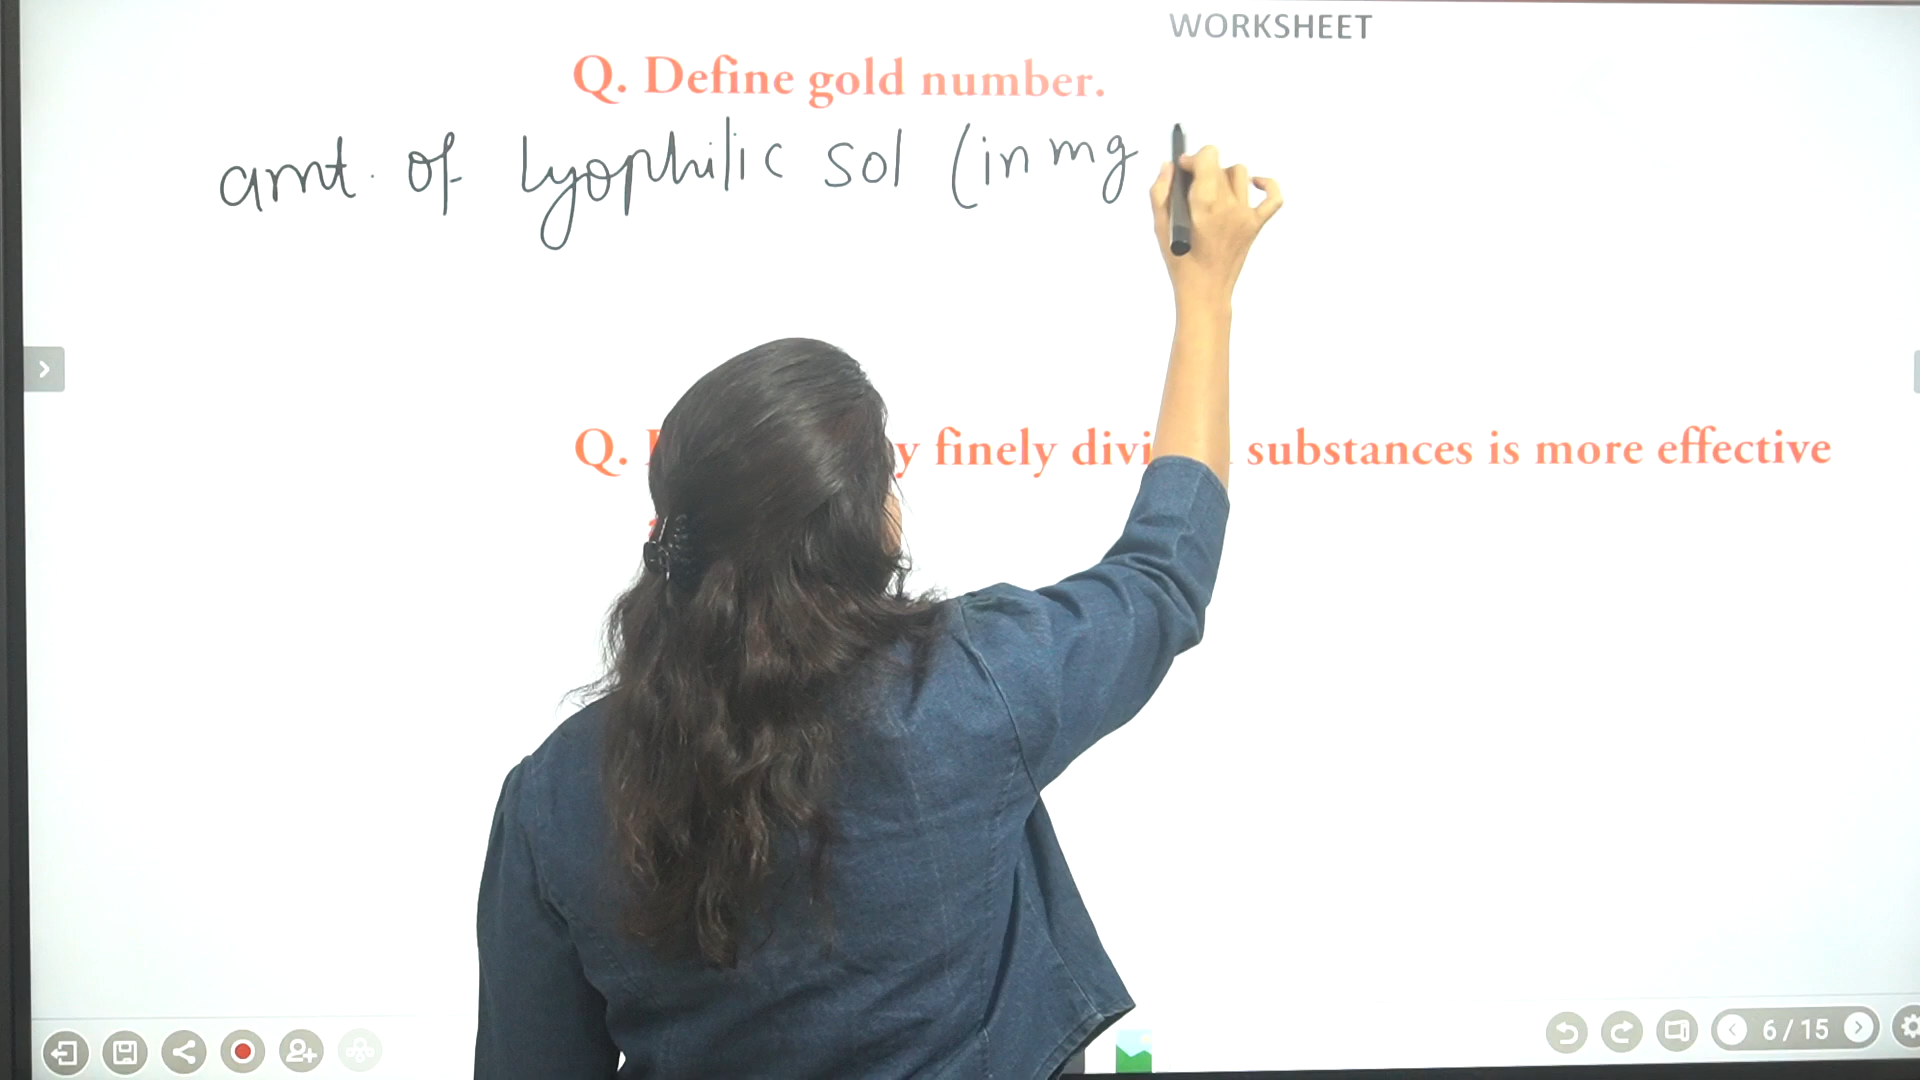 WORKSHEET
Q. Define gold number.
amt. of lyophilic sol (in mg
Q. y finely divi substances is more effective
6 / 15